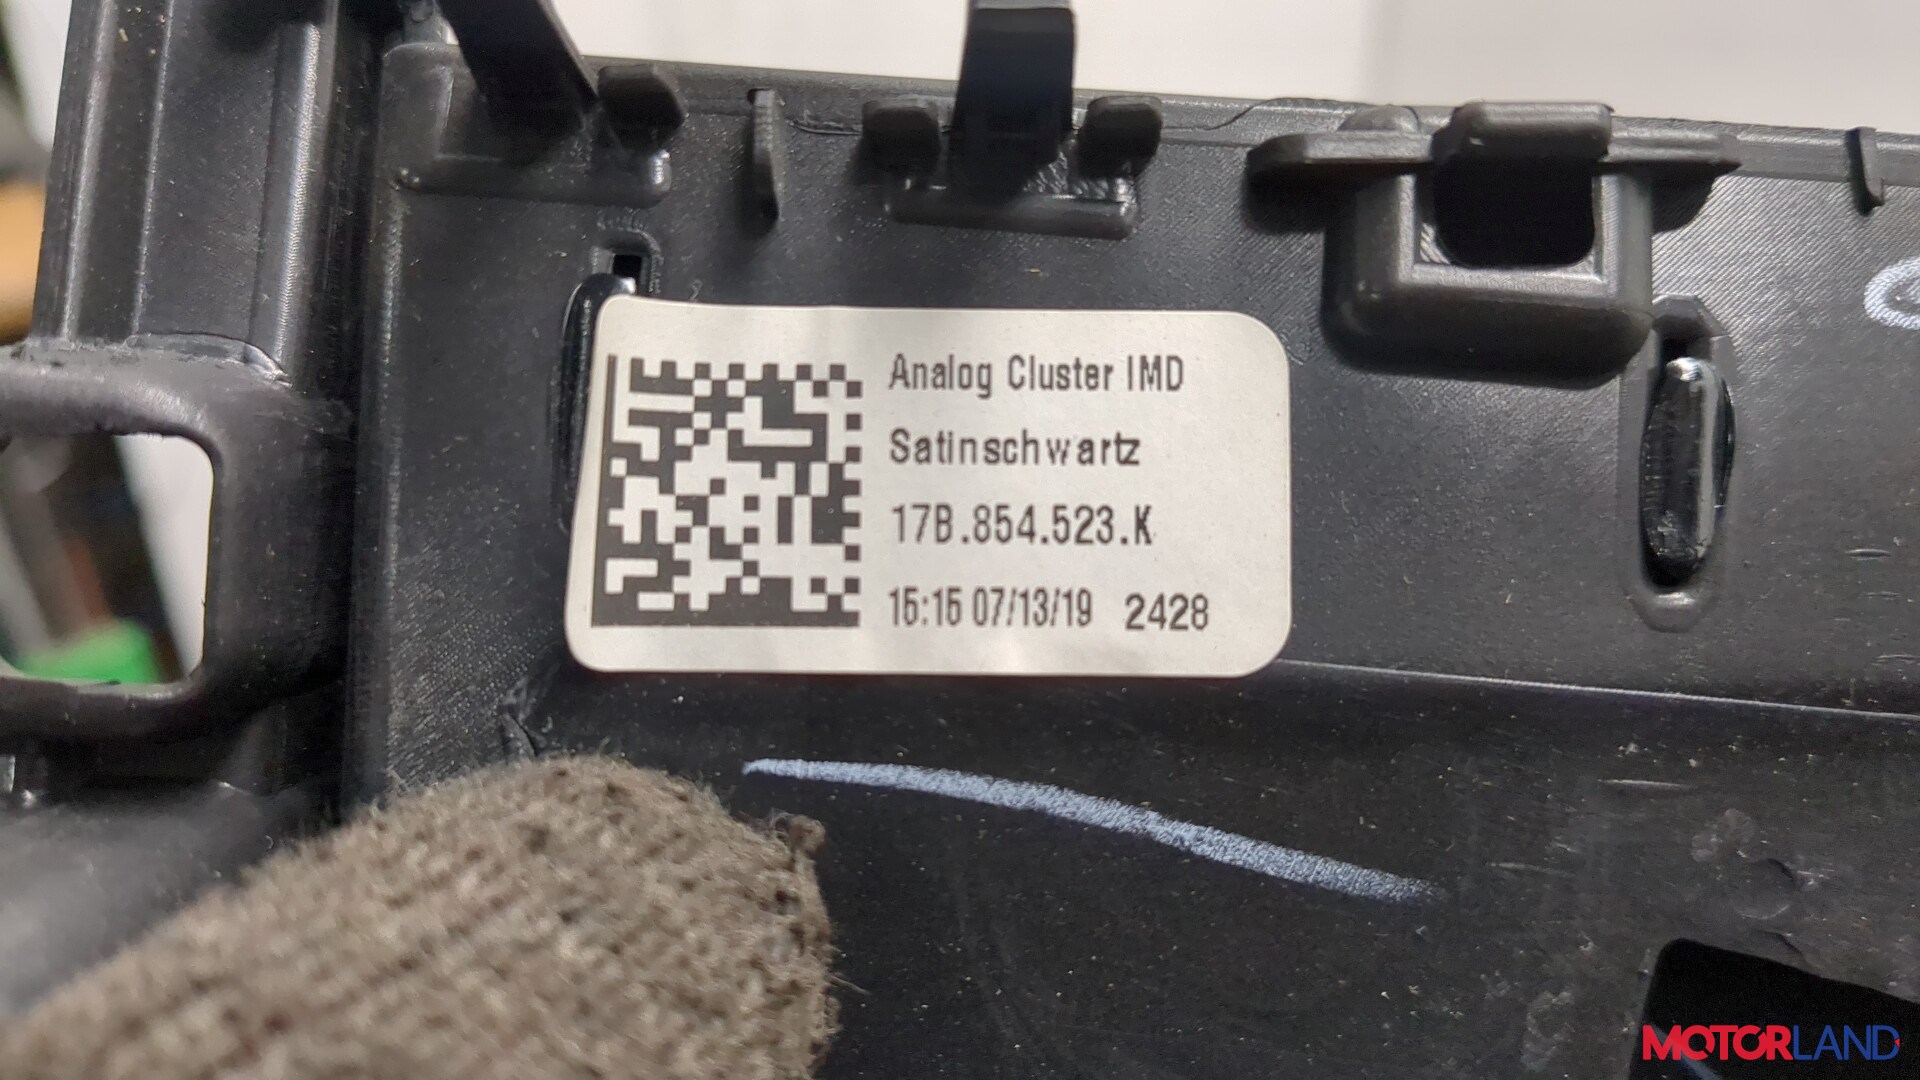 Analog Cluster IMD
Satinschwartz
17B.854.523.K
15:15 07/13/19 2428
MOTORLAND